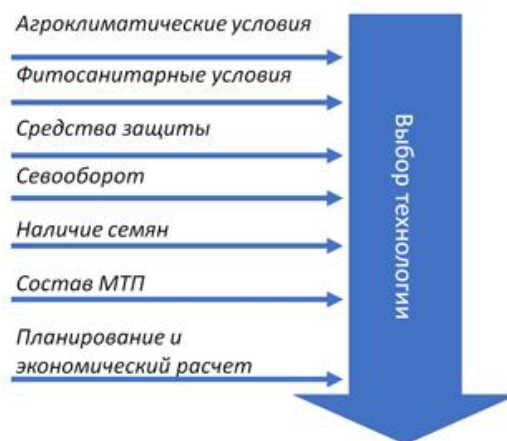 Агроклиматические условия
Фитосанитарные условия
Средства защиты
Севооборот
Наличие семян
Состав МТП
Планирование и
экономический расчет
Выбор технологии